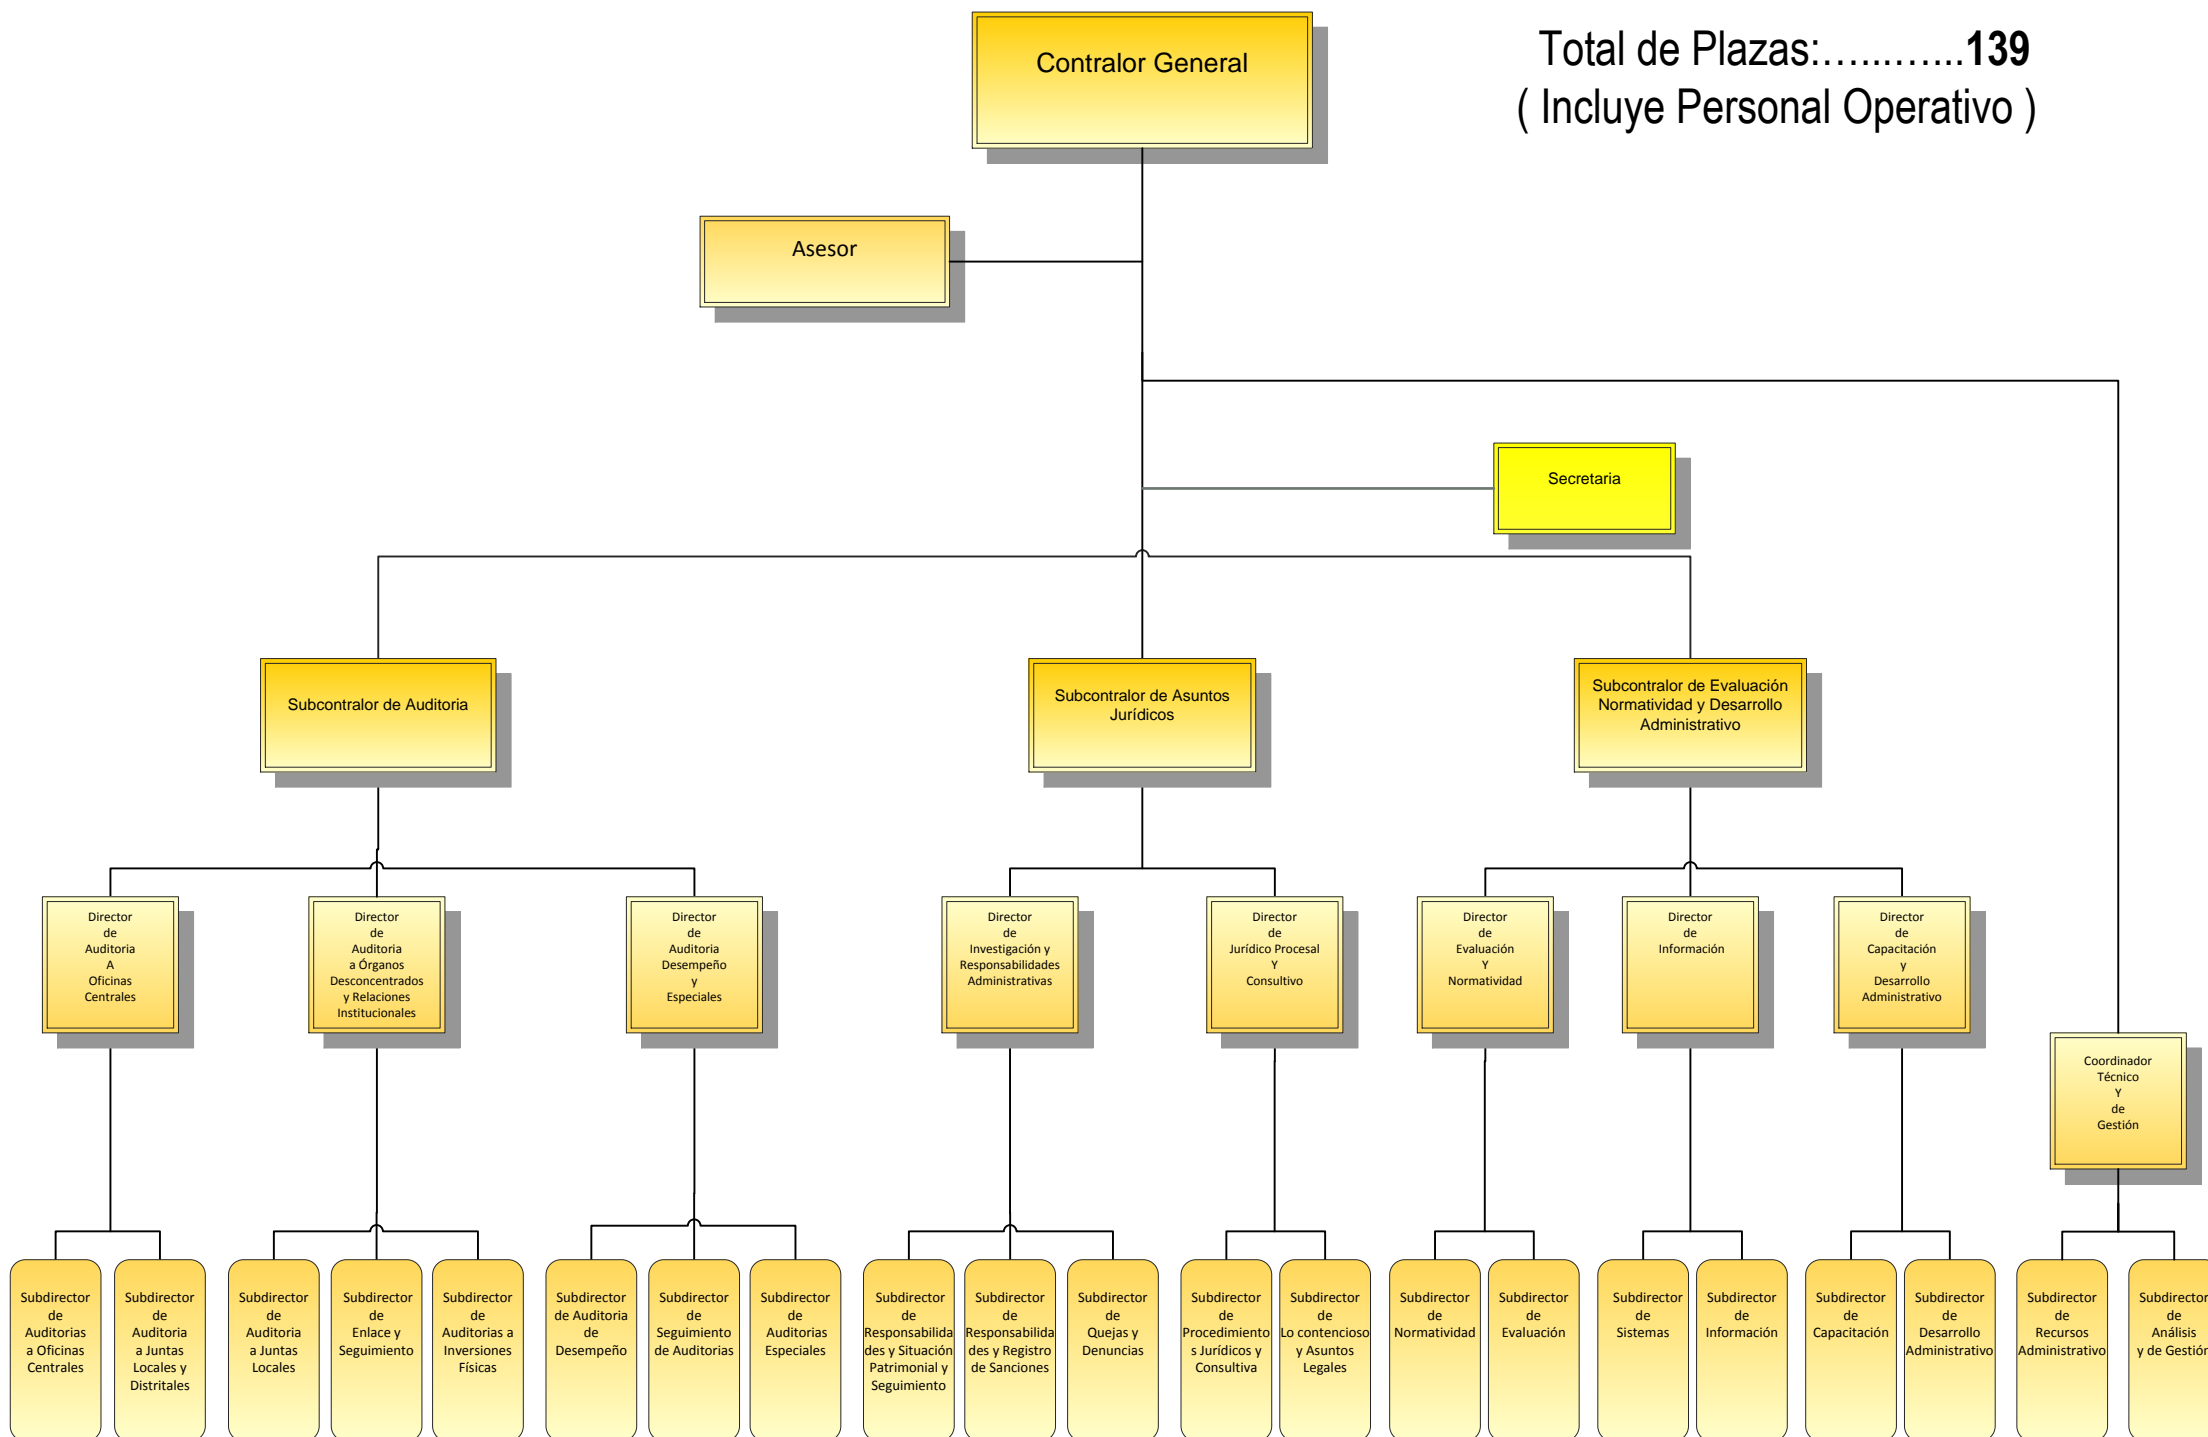 Contralor General
Total de Plazas:…...…...139
( Incluye Personal Operativo )
Asesor
Secretaria
Subcontralor de Auditoria
Subcontralor de Asuntos
Jurídicos
Subcontralor de Evaluación
Normatividad y Desarrollo
Administrativo
Director
de
Auditoria
A
Oficinas
Centrales
Director
de
Auditoria
a Órganos
Desconcentrados
y Relaciones
Institucionales
Director
de
Auditoria
Desempeño
y
Especiales
Director
de
Investigación y
Responsabilidades
Administrativas
Director
de
Jurídico Procesal
Y
Consultivo
Director
de
Evaluación
Y
Normatividad
Director
de
Información
Director
de
Capacitación
y
Desarrollo
Administrativo
Coordinador
Técnico
Y
de
Gestión
Subdirector
de
Auditorias
a Oficinas
Centrales
Subdirector
de
Auditoria
a Juntas
Locales y
Distritales
Subdirector
de
Auditoria
a Juntas
Locales
Subdirector
de
Enlace y
Seguimiento
Subdirector
de
Auditorias a
Inversiones
Físicas
Subdirector
de Auditoria
de
Desempeño
Subdirector
de
Seguimiento
de Auditorias
Subdirector
de
Auditorias
Especiales
Subdirector
de
Responsabilida
des y Situación
Patrimonial y
Seguimiento
Subdirector
de
Responsabilida
des y Registro
de Sanciones
Subdirector
de
Quejas y
Denuncias
Subdirector
de
Procedimiento
s Jurídicos y
Consultiva
Subdirector
de
Lo contencioso
y Asuntos
Legales
Subdirector
de
Normatividad
Subdirector
de
Evaluación
Subdirector
de
Sistemas
Subdirector
de
Información
Subdirector
de
Capacitación
Subdirector
de
Desarrollo
Administrativo
Subdirector
de
Recursos
Administrativo
Subdirector
de
Análisis
y de Gestión